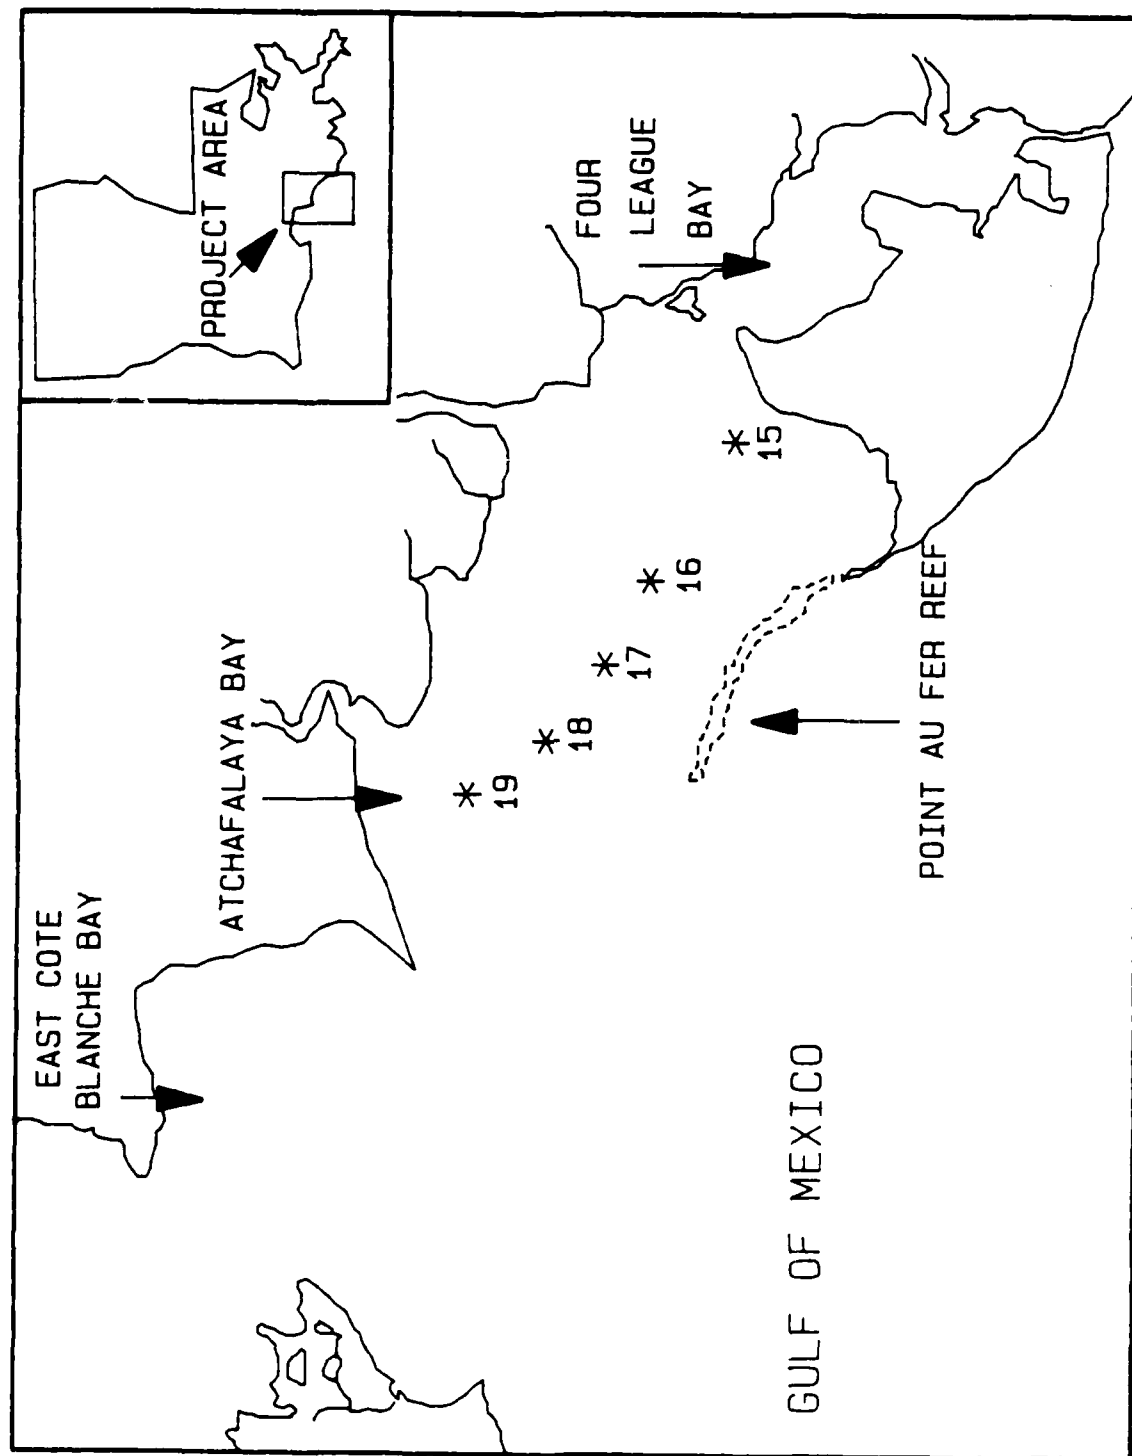 EAST COTE
BLANCHE BAY
ATCHAFALAYA BAY
PROJECT AREA
FOUR
LEAGUE
BAY
19
18
17
16
15
POINT AU FER REEF
GULF OF MEXICO